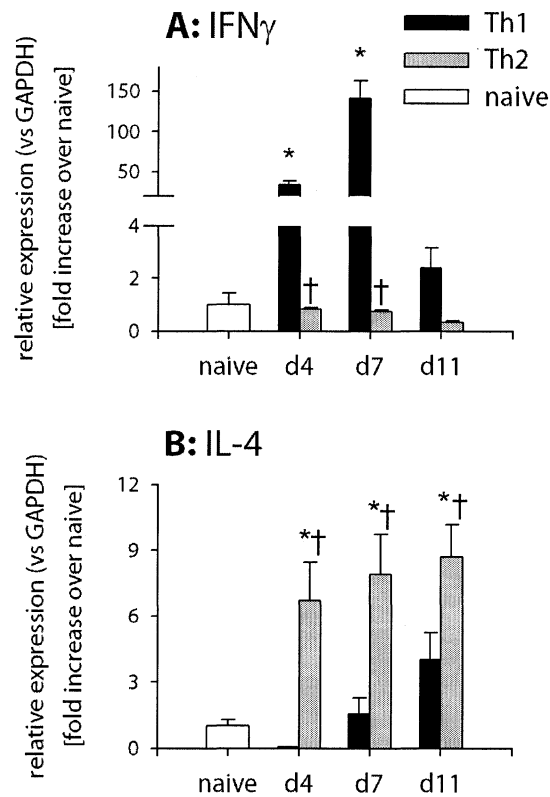 A: IFNγ
Th1
Th2
naive
relative expression (vs GAPDH)
[fold increase over naive]
150
100
50
4
2
0
*
*
†
†
naive d4 d7 d11
B: IL-4
relative expression (vs GAPDH)
[fold increase over naive]
12
9
6
3
0
*†
*†
*†
naive d4 d7 d11